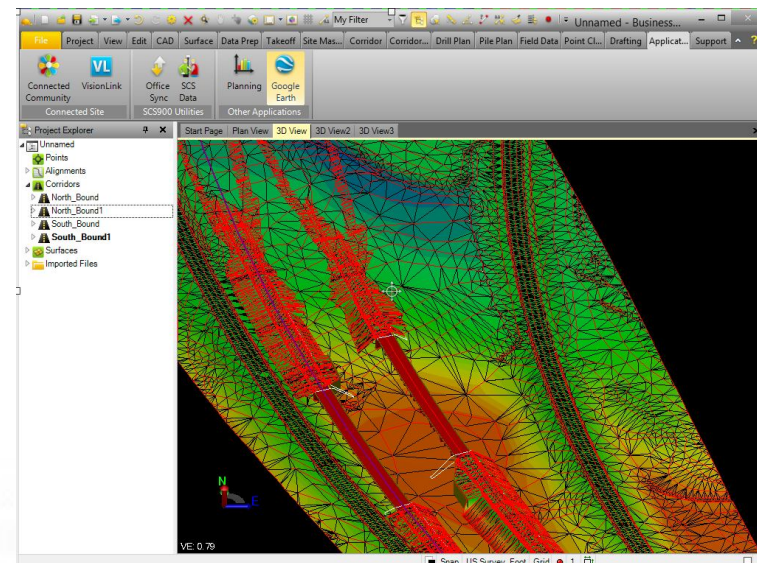 My Filter
Unnamed - Business...
File Project View Edit CAD Surface Data Prep Takeoff Site Mas... Corridor Corridor... Drill Plan Pile Plan Field Data Point Cl... Drafting Applicat... Support
VL
Connected Community VisionLink Office Sync SCS Data Planning Google Earth
Connected Site SCS900 Utilities Other Applications
Project Explorer Start Page Plan View 3D View 3D View2 3D View3
Unnamed
Points
Alignments
Corridors
North_Bound
North_Bound1
South_Bound
South_Bound1
Surfaces
Imported Files
N
E
VE: 0.79
Snap US Survey Foot Grid 1